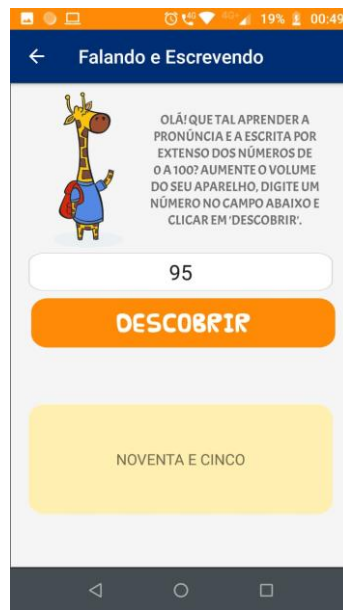 19% 00:49
Falando e Escrevendo
OLÁ! QUE TAL APRENDER A
PRONÚNCIA E A ESCRITA POR
EXTENSO DOS NÚMEROS DE
0 A 100? AUMENTE O VOLUME
DO SEU APARELHO, DIGITE UM
NÚMERO NO CAMPO ABAIXO E
CLICAR EM 'DESCOBRIR'.
95
DESCOBRIR
NOVENTA E CINCO